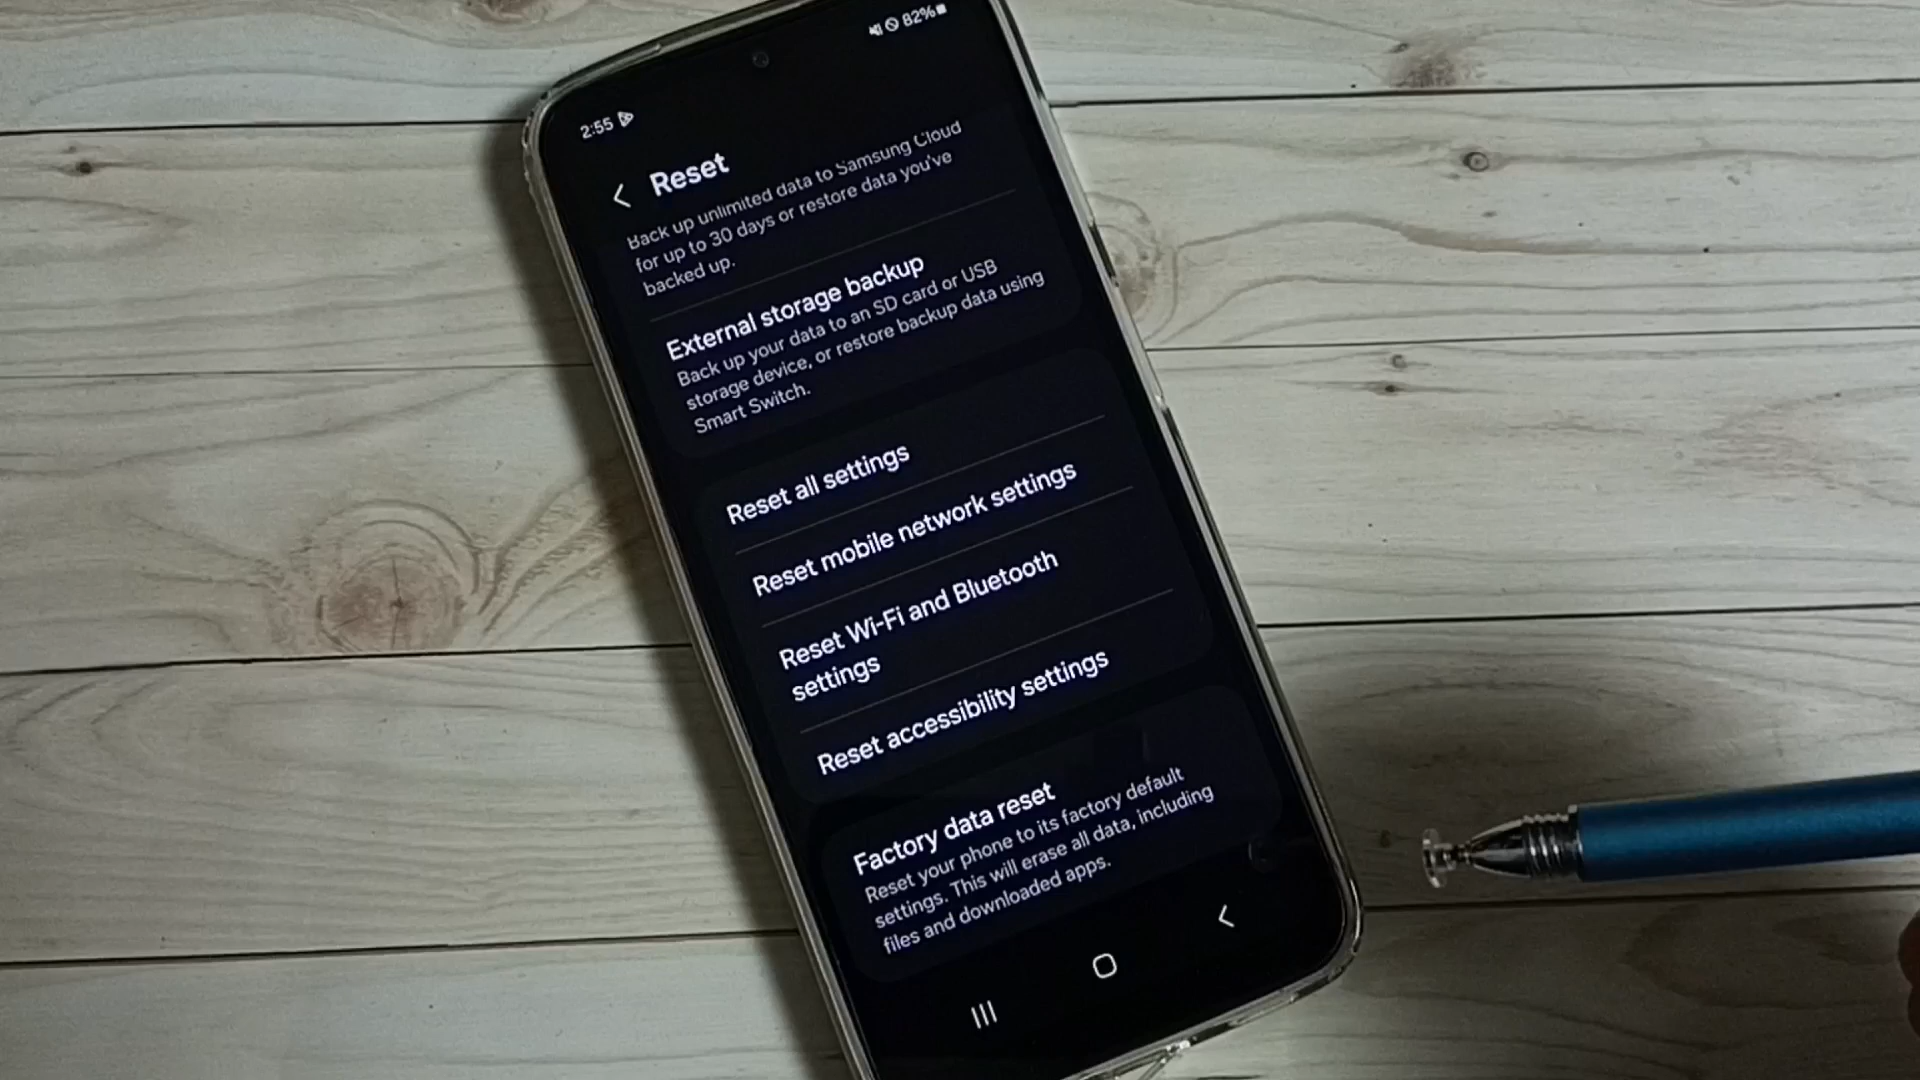 82%
2:55
Reset
Back up unlimited data to Samsung Cloud
for up to 30 days or restore data you've
backed up.
External storage backup
Back up your data to an SD card or USB
storage device, or restore backup data using
Smart Switch.
Reset all settings
Reset mobile network settings
Reset Wi-Fi and Bluetooth
settings
Reset accessibility settings
Factory data reset
Reset your phone to its factory default
settings. This will erase all data, including
files and downloaded apps.